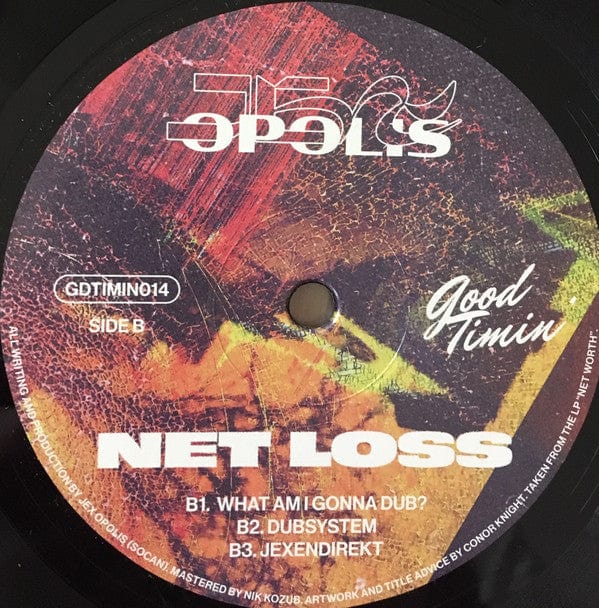 JEX
OPOLIS
GDTIMIN014
SIDE B
Good
Timin
NET LOSS
B1. WHAT AM I GONNA DUB?
B2. DUBSYSTEM
B3. JEXENDIREKT
ALL WRITING AND PRODUCTION BY JEX OPOLIS (SOCAN). MASTERED BY NIK KOZUB. ARTWORK AND TITLE ADVICE BY CONOR KNIGHT. TAKEN FROM THE LP "NET WORTH".